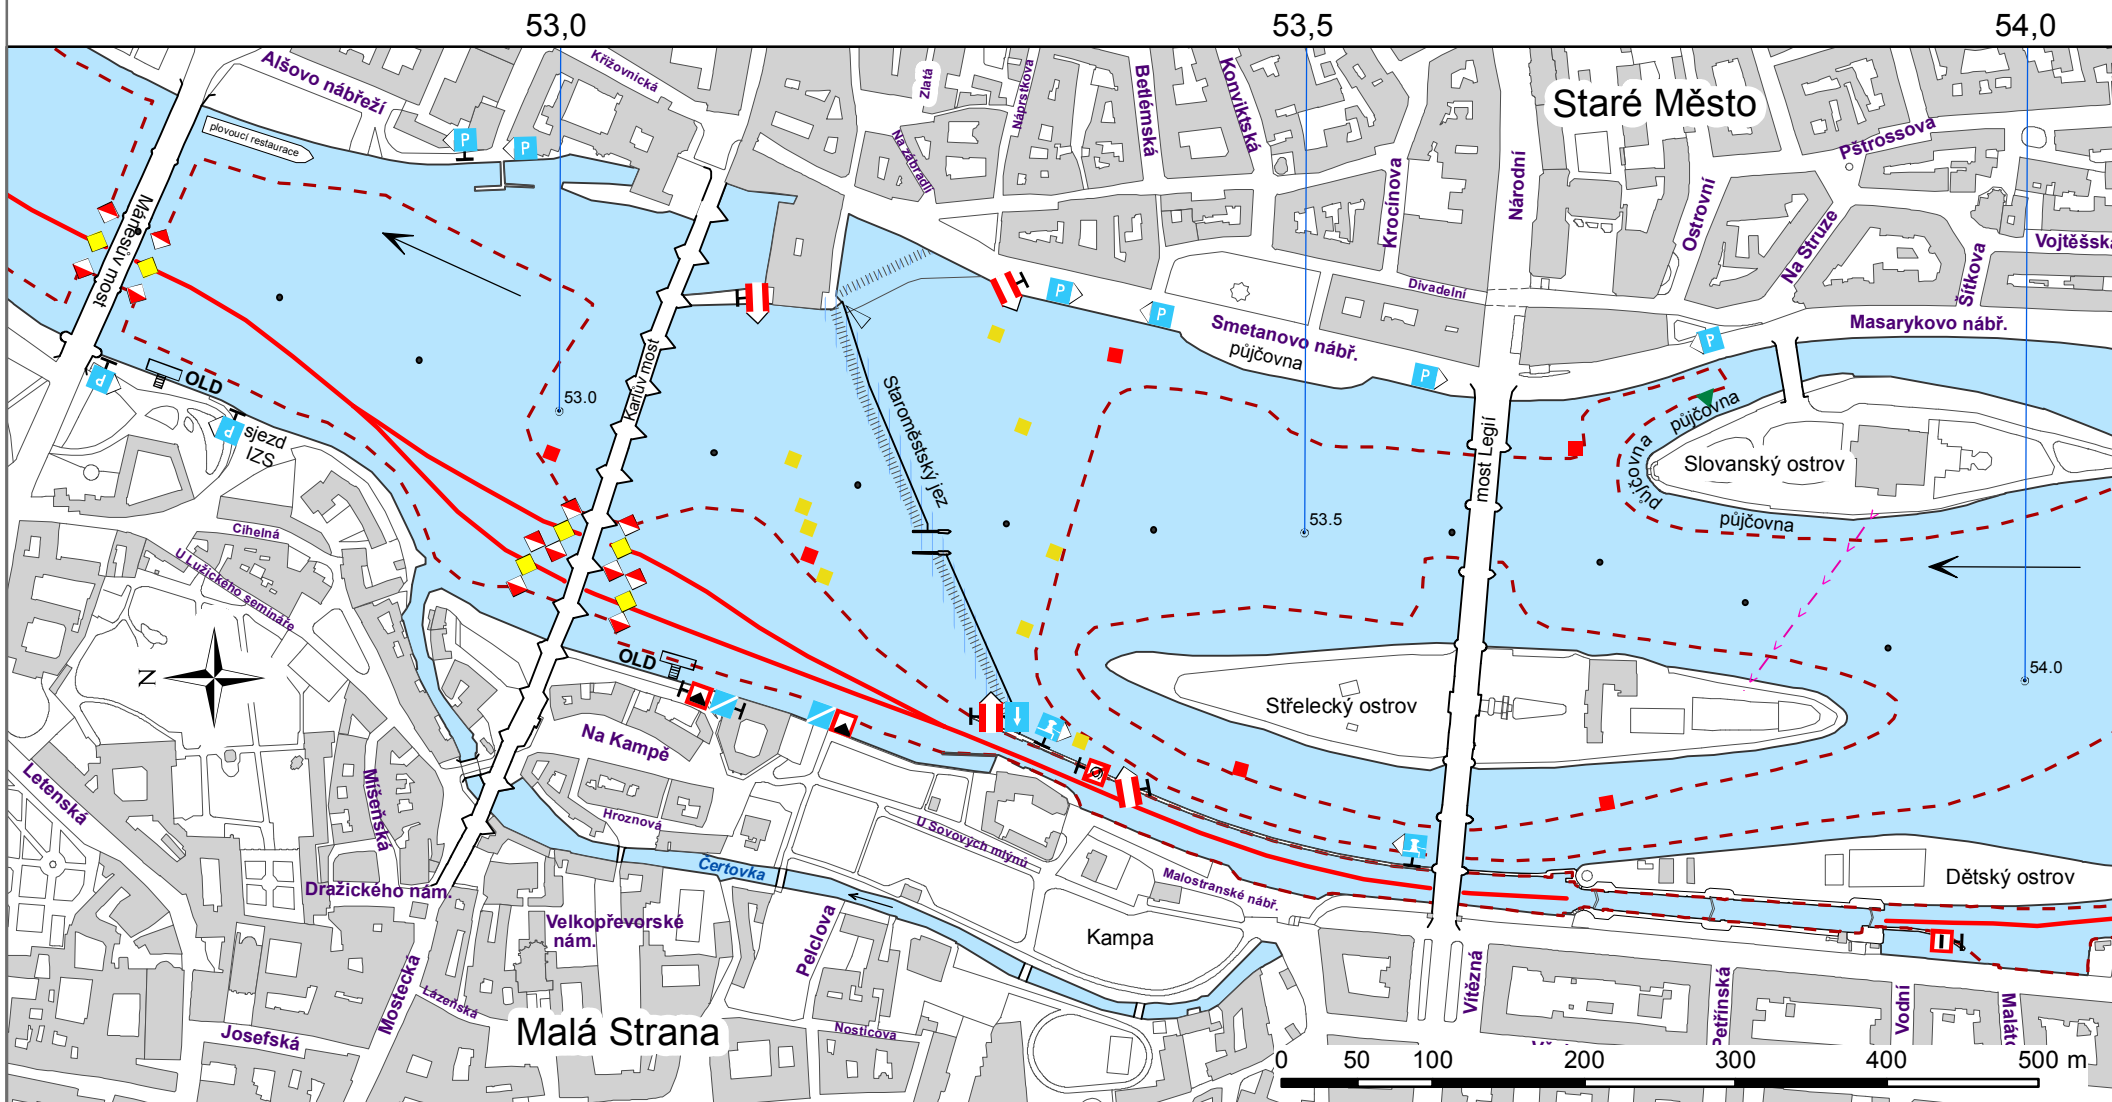 53,0
53,5
54,0
Alšovo nábřeží
Křížovnická
Zlatá
Náprstkova
Betlémská
Konviktská
Staré Město
Pštrossova
plovoucí restaurace
P
P
Na zábradlí
Krocínova
Národní
Ostrovní
Na Struze
Šítkova
Vojtěšská
Mánesův most
P
P
Divadelní
Smetanovo nábř.
půjčovna
Masarykovo nábř.
P
P
OLD
P
P
sjezd
IZS
53.0
Karlův most
Staroměstský jez
most Legií
půjčovna
půjčovna
půjčovna
Slovanský ostrov
53.5
54.0
Cihelná
U Lužického semináře
N
OLD
Na Kampě
Střelecký ostrov
Letenská
Míšeňská
Hroznová
U Sovových mlýnů
Čertovka
Malostranské nábř.
Dětský ostrov
Dražického nám.
Velkopřevorské
nám.
Pelclova
Kampa
Mostecká
Lázeňská
Josefská
Malá Strana
Nosticova
Vítězná
Petřínská
Vodní
0 50 100 200 300 400 500 m